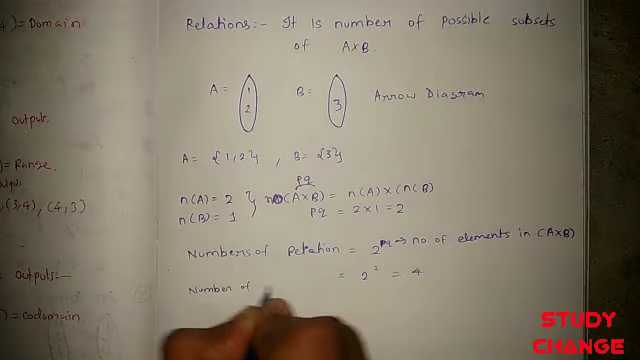 4) = Domain
Output.
) = Range.
, (3,4), (4,3)
Outputs:-
) = codomain
Relations:- It is number of possible subsets
of A×B.
A = 1 2 B = 3 Arrow Diagram
A = {1,2} , B = {3}
pq
n(A) = 2 } n(A×B) = n(A)×(n(B)
n(B) = 1 pq = 2×1 = 2
Numbers of Relation = 2^pq → no. of elements in (A×B)
= 2² = 4
Number of
STUDY
CHANGE